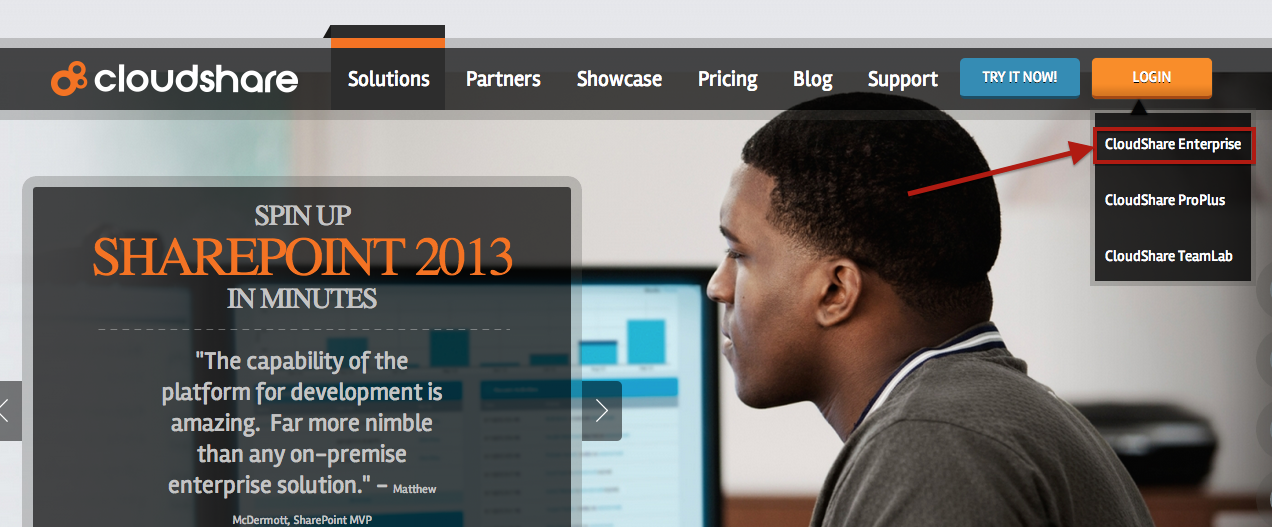 cloudshare
Solutions
Partners
Showcase
Pricing
Blog
Support
TRY IT NOW!
LOGIN
CloudShare Enterprise
CloudShare ProPlus
CloudShare TeamLab
SPIN UP
SHAREPOINT 2013
IN MINUTES
"The capability of the
platform for development is
amazing. Far more nimble
than any on-premise
enterprise solution." – Matthew
McDermott, SharePoint MVP